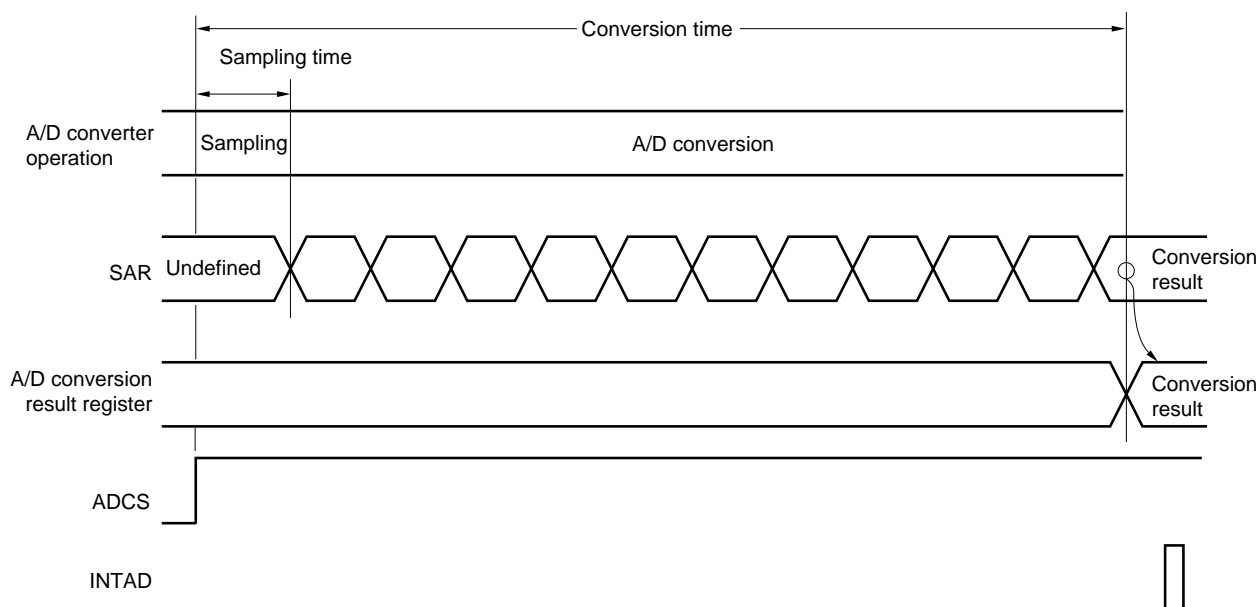 Conversion time
Sampling time
A/D converter
operation
Sampling
A/D conversion
SAR
Undefined
Conversion
result
A/D conversion
result register
Conversion
result
ADCS
INTAD